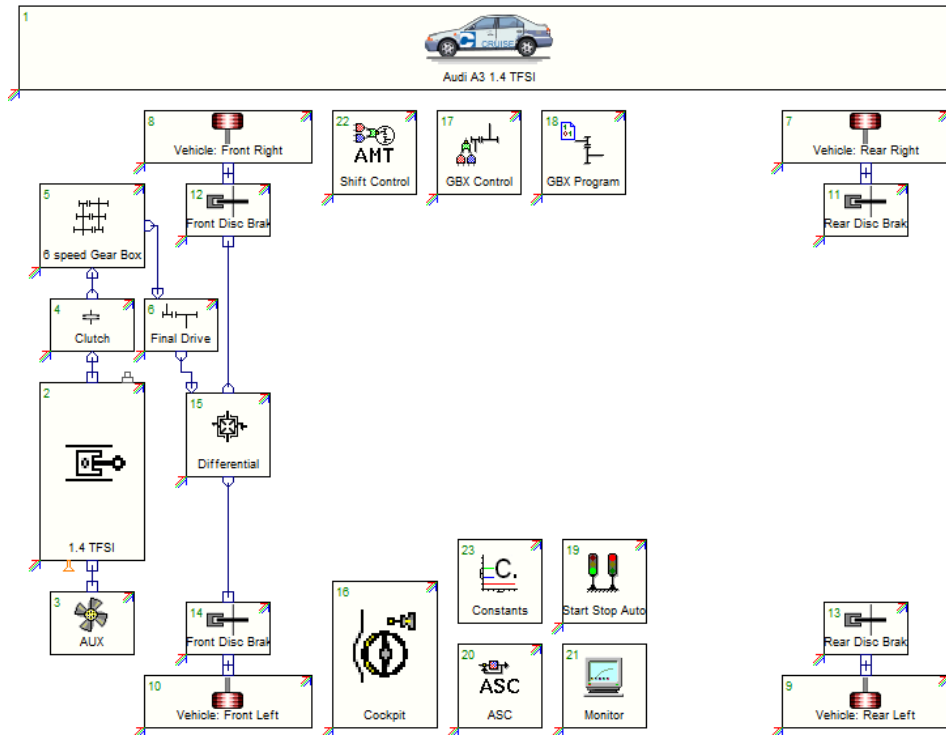 1
CRUISE
Audi A3 1.4 TFSI
8
Vehicle: Front Right
22
AMT
Shift Control
17
GBX Control
18
GBX Program
7
Vehicle: Rear Right
5
6 speed Gear Box
12
Front Disc Brak
11
Rear Disc Brak
4
Clutch
6
Final Drive
2
1.4 TFSI
15
Differential
3
AUX
14
Front Disc Brak
16
Cockpit
23
C.
Constants
19
Start Stop Auto
13
Rear Disc Brak
10
Vehicle: Front Left
20
ASC
ASC
21
Monitor
9
Vehicle: Rear Left